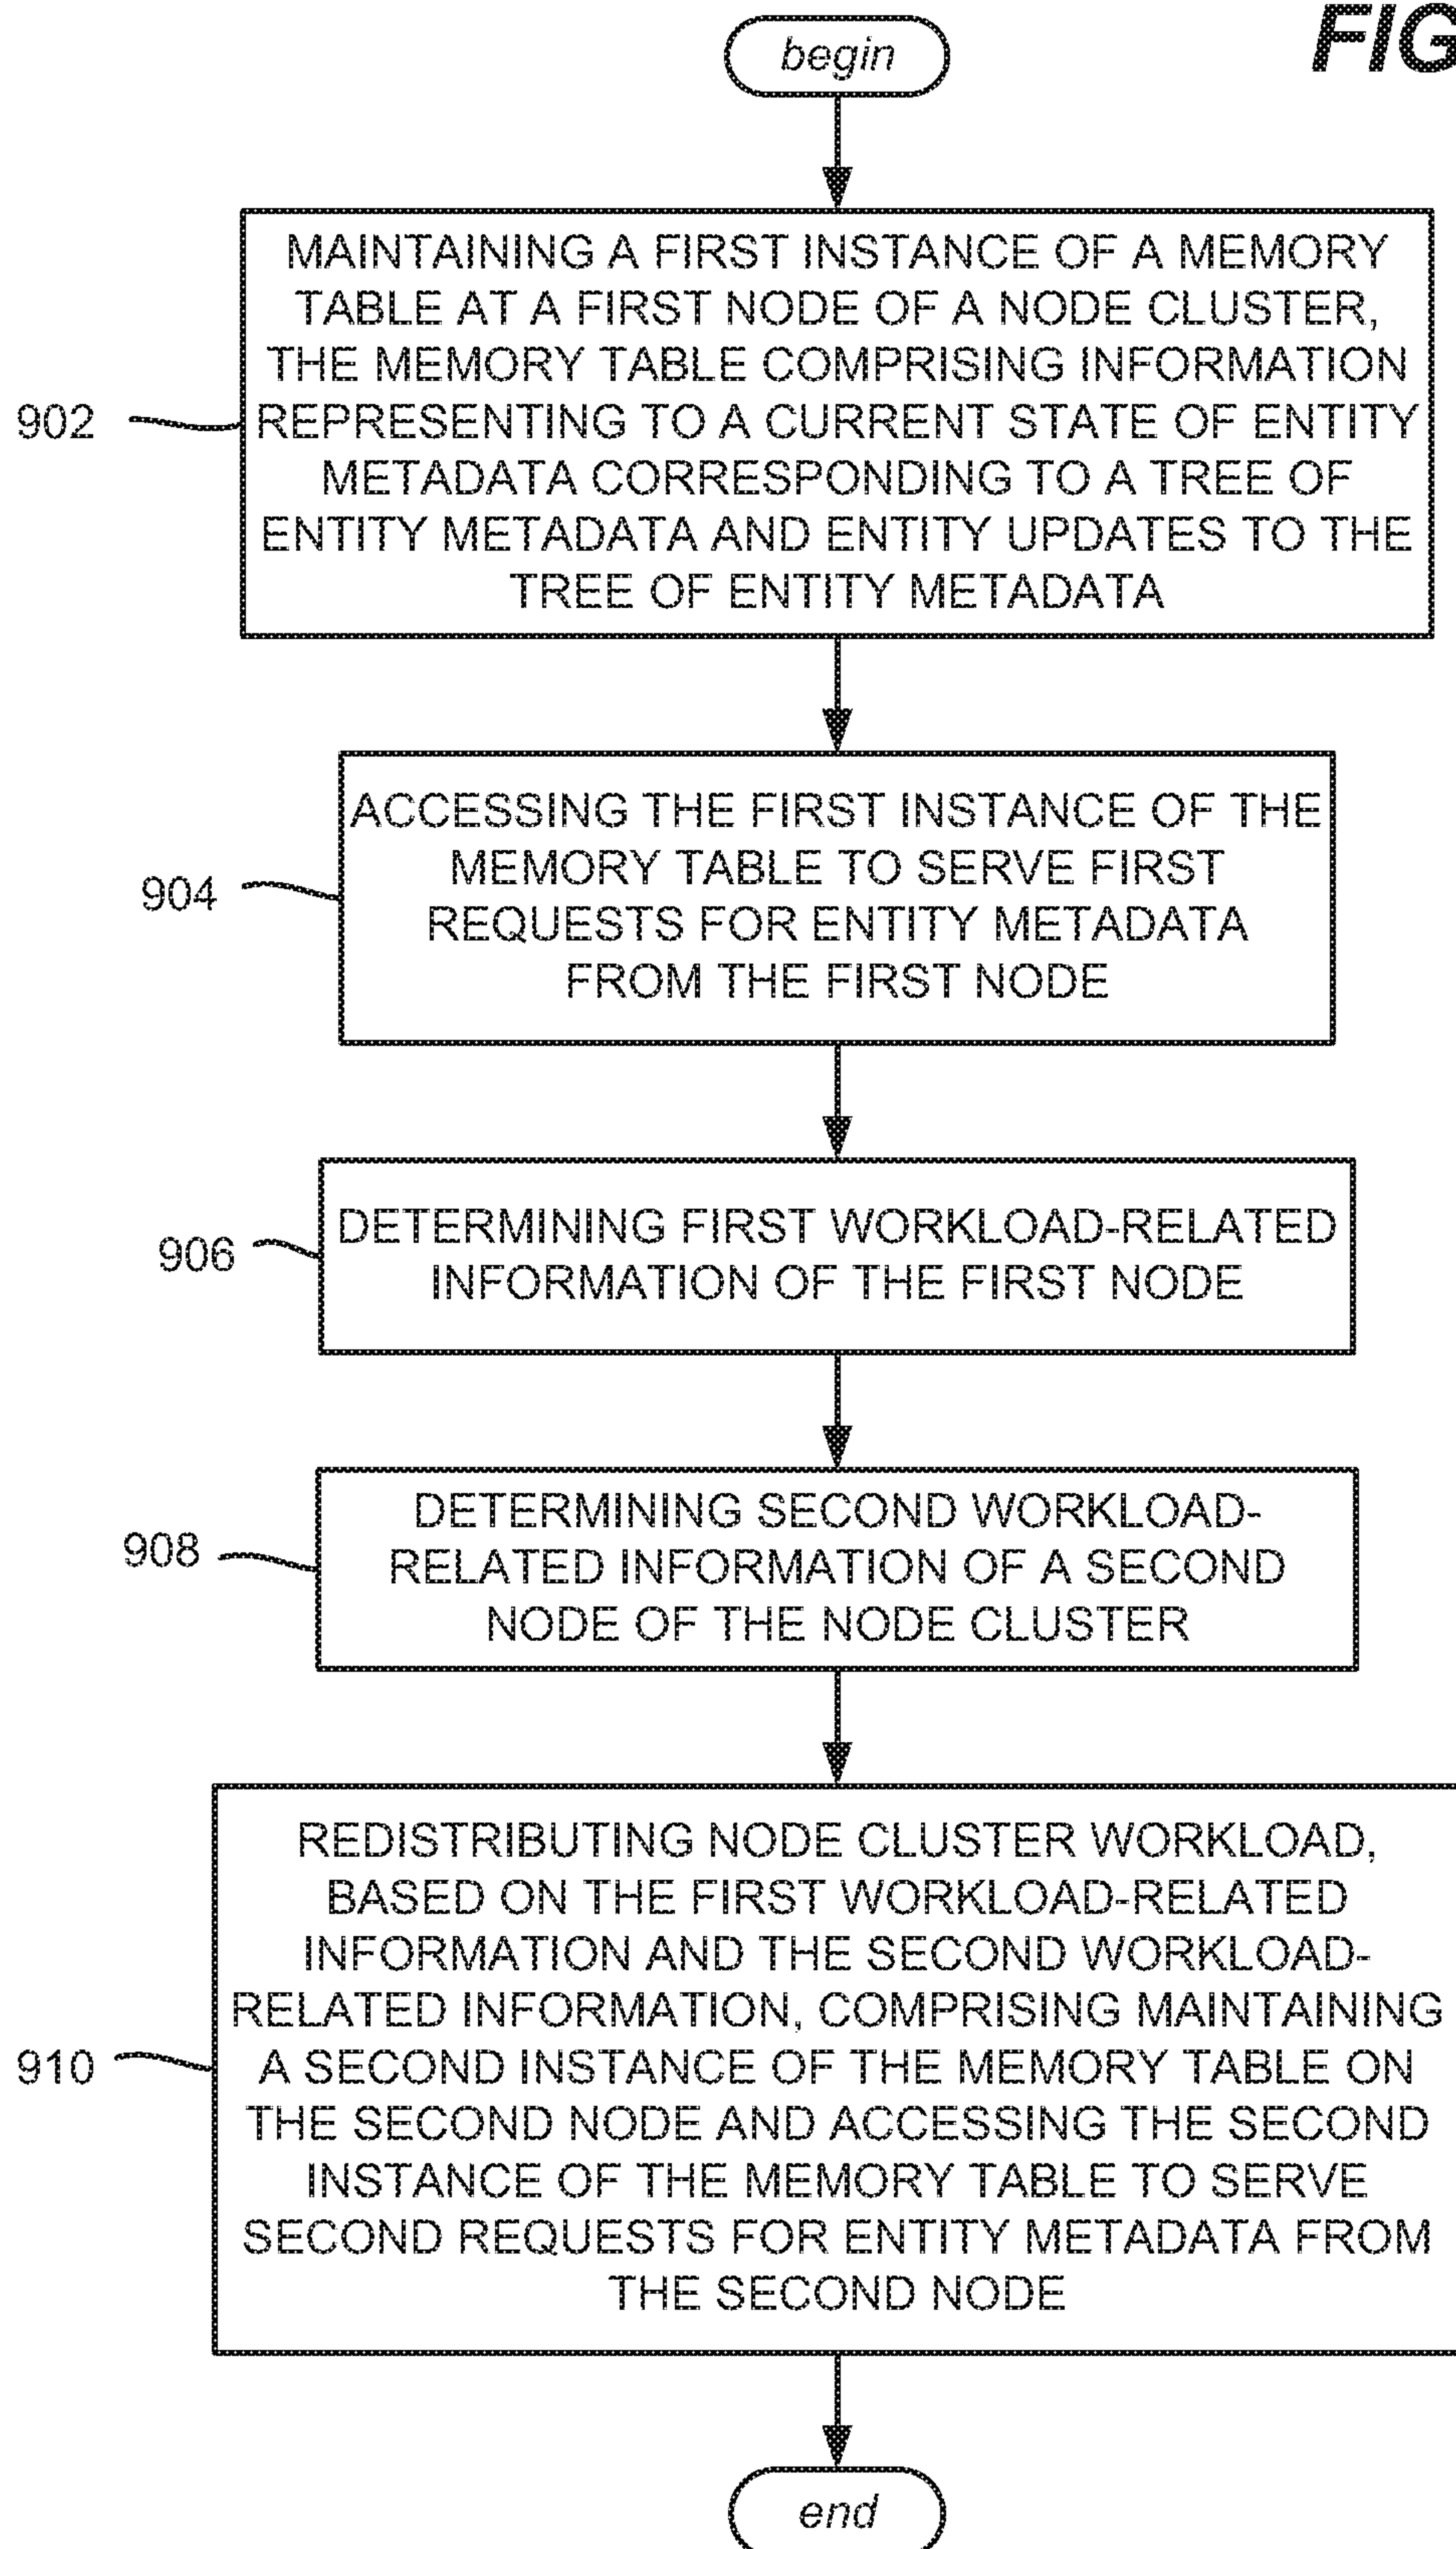 FIG
begin
MAINTAINING A FIRST INSTANCE OF A MEMORY
TABLE AT A FIRST NODE OF A NODE CLUSTER,
THE MEMORY TABLE COMPRISING INFORMATION
902
REPRESENTING TO A CURRENT STATE OF ENTITY
METADATA CORRESPONDING TO A TREE OF
ENTITY METADATA AND ENTITY UPDATES TO THE
TREE OF ENTITY METADATA
ACCESSING THE FIRST INSTANCE OF THE
MEMORY TABLE TO SERVE FIRST
904
REQUESTS FOR ENTITY METADATA
FROM THE FIRST NODE
906
DETERMINING FIRST WORKLOAD-RELATED
INFORMATION OF THE FIRST NODE
908
DETERMINING SECOND WORKLOAD-
RELATED INFORMATION OF A SECOND
NODE OF THE NODE CLUSTER
REDISTRIBUTING NODE CLUSTER WORKLOAD,
BASED ON THE FIRST WORKLOAD-RELATED
INFORMATION AND THE SECOND WORKLOAD-
RELATED INFORMATION, COMPRISING MAINTAINING
910
A SECOND INSTANCE OF THE MEMORY TABLE ON
THE SECOND NODE AND ACCESSING THE SECOND
INSTANCE OF THE MEMORY TABLE TO SERVE
SECOND REQUESTS FOR ENTITY METADATA FROM
THE SECOND NODE
end